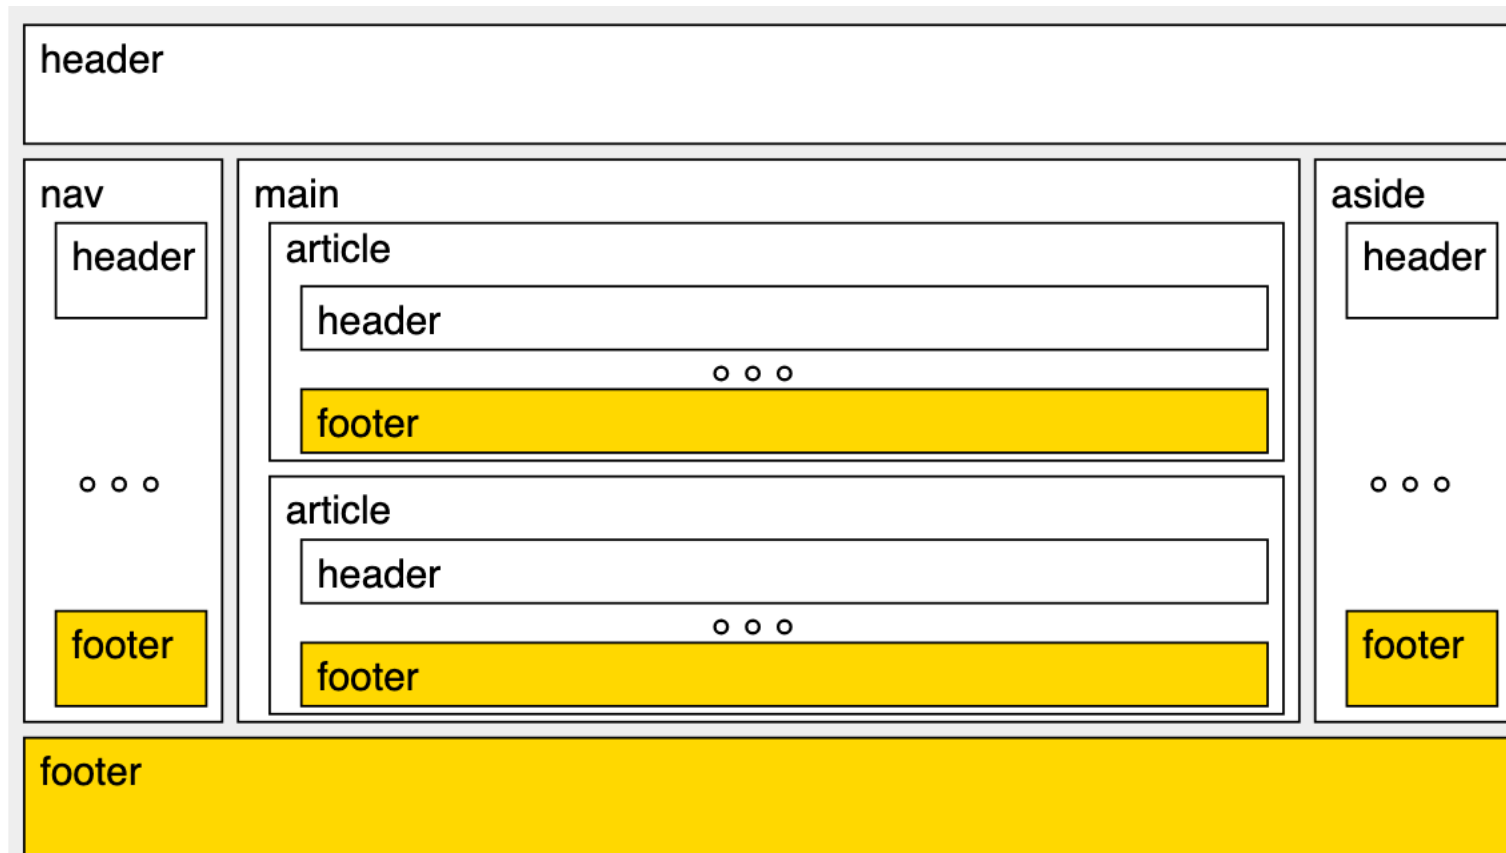 header
nav
header
footer
main
article
header
footer
article
header
footer
aside
header
footer
footer